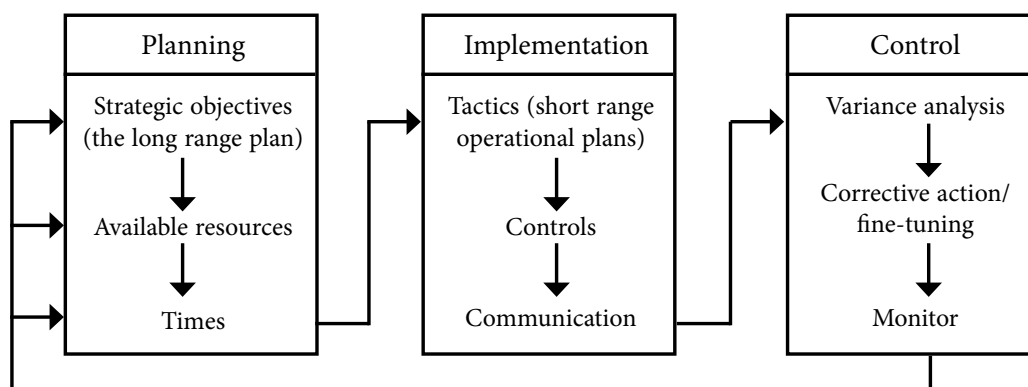 Planning
Strategic objectives
(the long range plan)
Available resources
Times
Implementation
Tactics (short range
operational plans)
Controls
Communication
Control
Variance analysis
Corrective action/
fine-tuning
Monitor